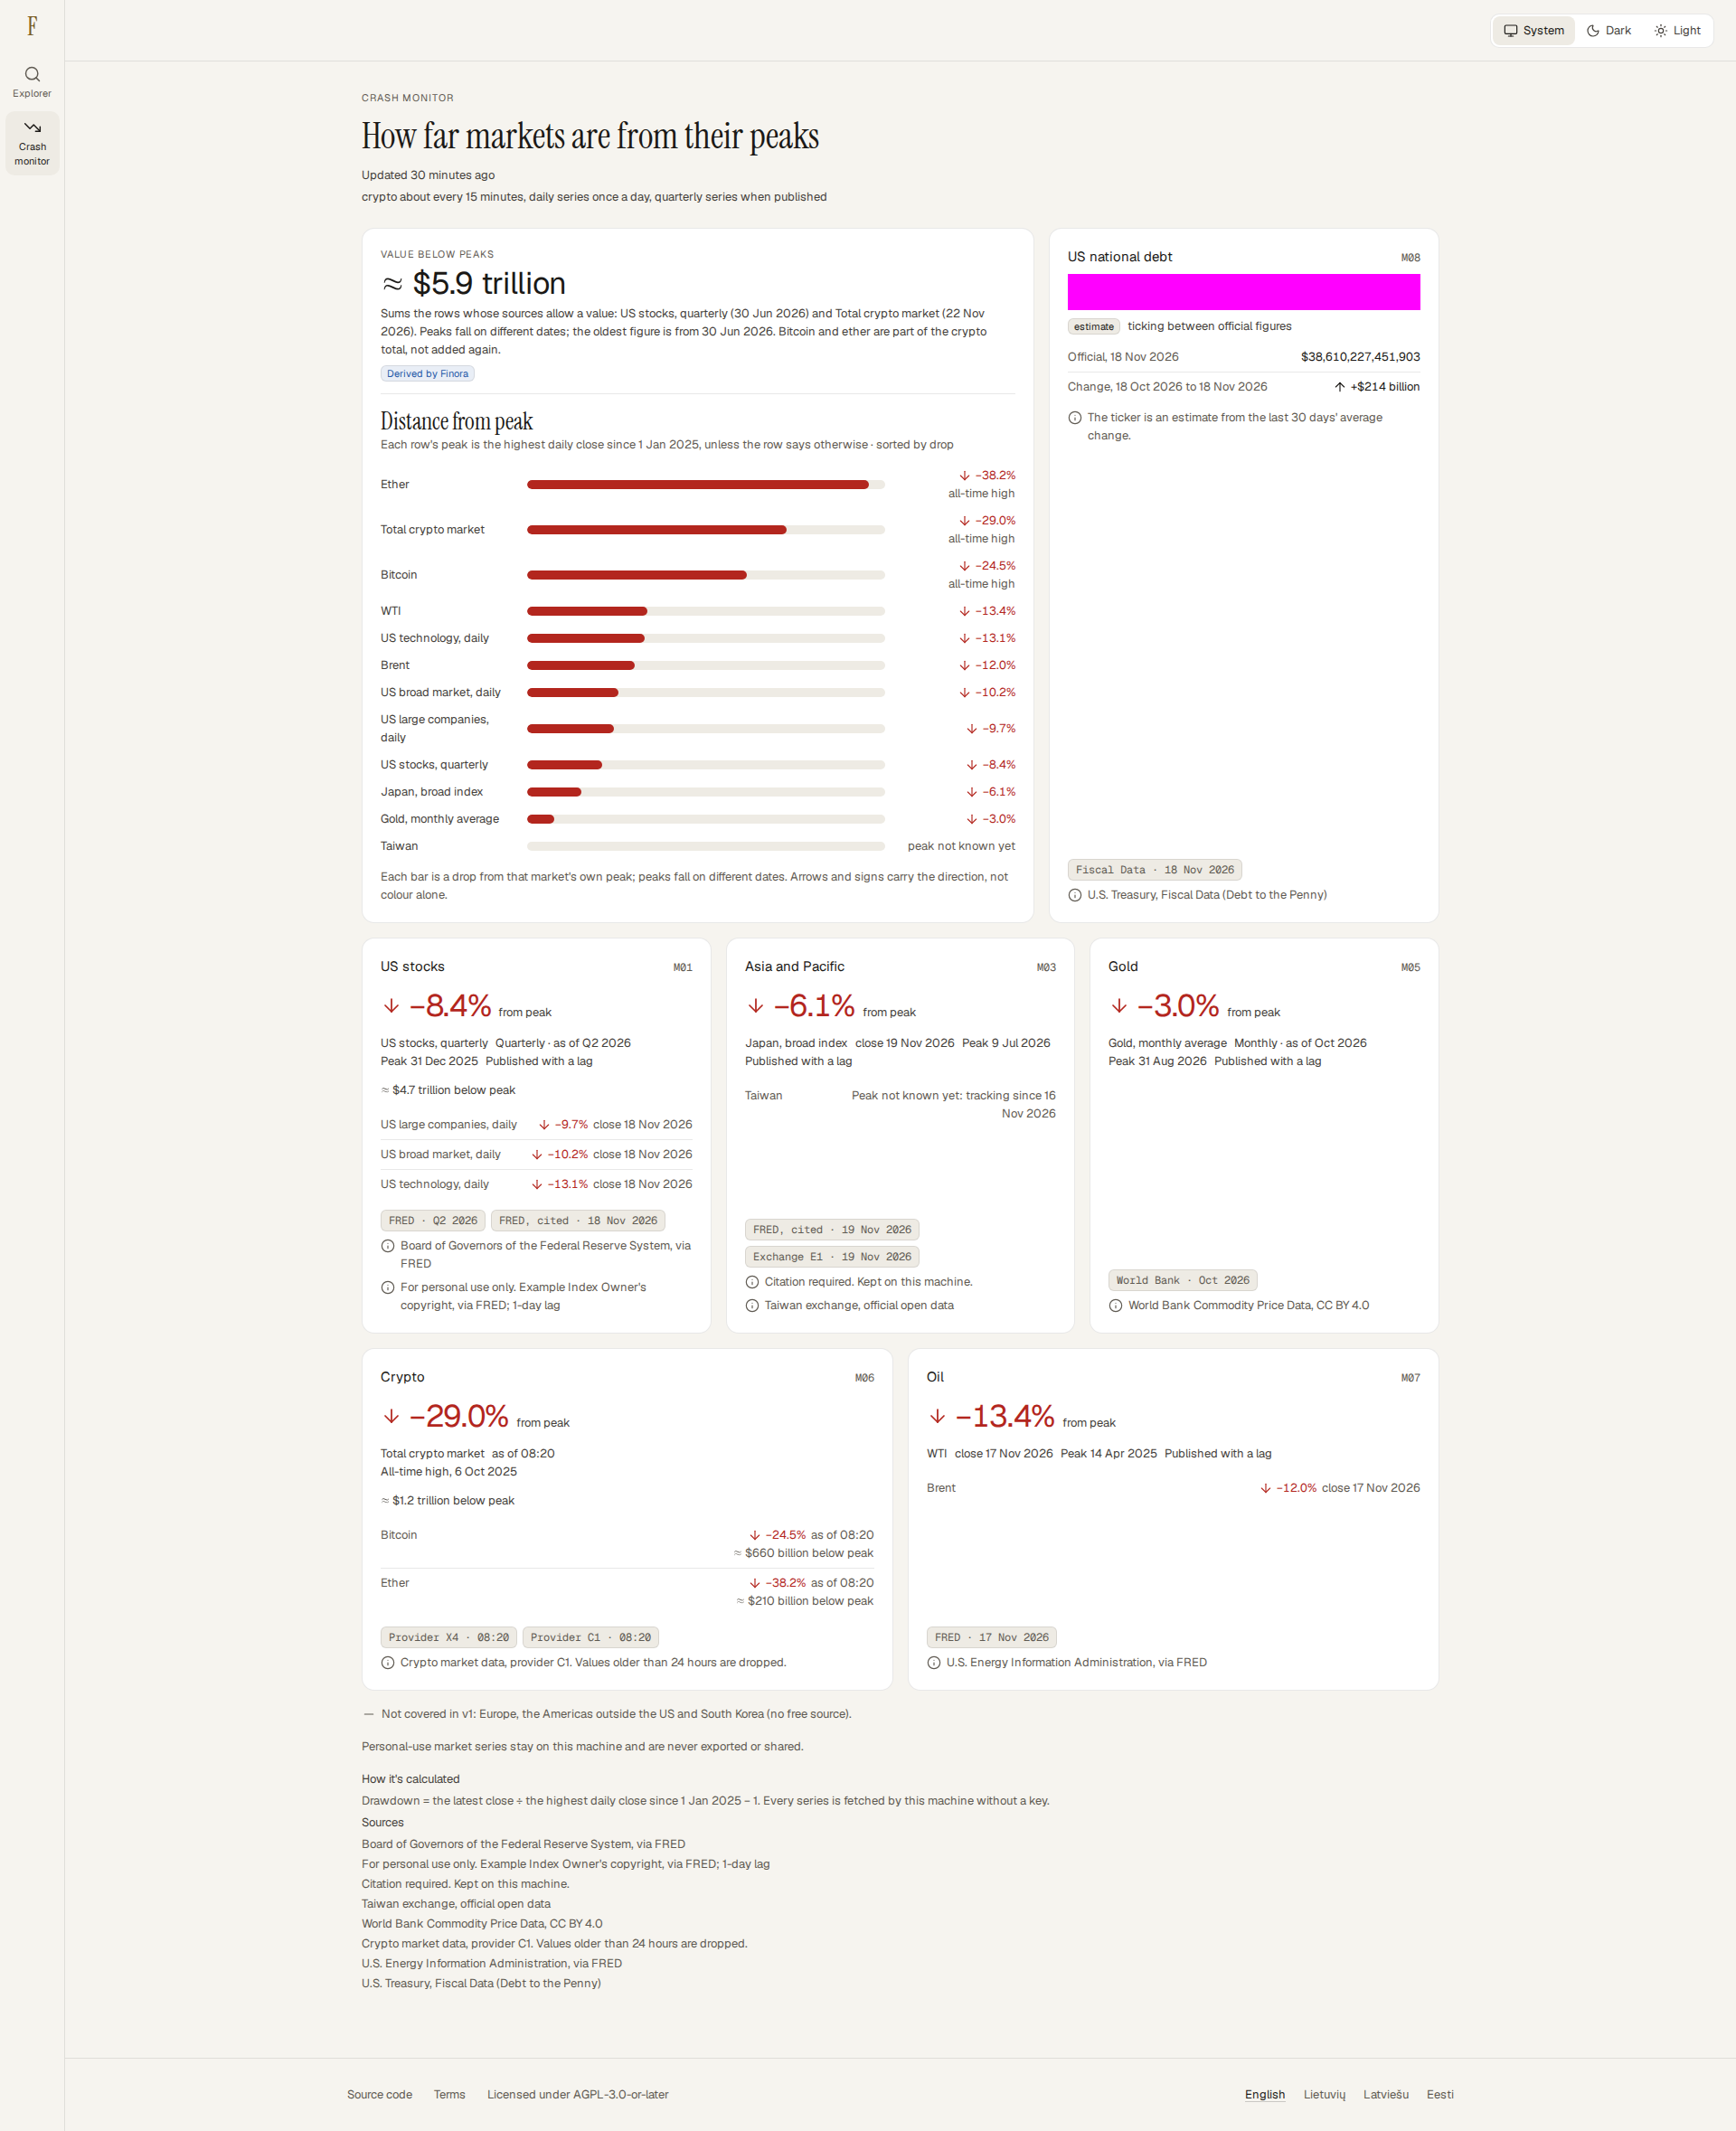 F
Explorer
Crash
monitor
System
Dark
Light
CRASH MONITOR
How far markets are from their peaks
Updated 30 minutes ago
crypto about every 15 minutes, daily series once a day, quarterly series when published
VALUE BELOW PEAKS
≈ $5.9 trillion
Sums the rows whose sources allow a value: US stocks, quarterly (30 Jun 2026) and Total crypto market (22 Nov
2026). Peaks fall on different dates; the oldest figure is from 30 Jun 2026. Bitcoin and ether are part of the crypto
total, not added again.
Derived by Finora
Distance from peak
Each row's peak is the highest daily close since 1 Jan 2025, unless the row says otherwise · sorted by drop
Ether
↓ −38.2%
all-time high
Total crypto market
↓ −29.0%
all-time high
Bitcoin
↓ −24.5%
all-time high
WTI ↓ −13.4%
US technology, daily ↓ −13.1%
Brent ↓ −12.0%
US broad market, daily ↓ −10.2%
US large companies,
daily
↓ −9.7%
US stocks, quarterly ↓ −8.4%
Japan, broad index ↓ −6.1%
Gold, monthly average ↓ −3.0%
Taiwan peak not known yet
Each bar is a drop from that market's own peak; peaks fall on different dates. Arrows and signs carry the direction, not
colour alone.
US national debt M08
estimate ticking between official figures
Official, 18 Nov 2026 $38,610,227,451,903
Change, 18 Oct 2026 to 18 Nov 2026 ↑ +$214 billion
The ticker is an estimate from the last 30 days' average
change.
Fiscal Data · 18 Nov 2026
U.S. Treasury, Fiscal Data (Debt to the Penny)
US stocks M01
↓ −8.4% from peak
US stocks, quarterly Quarterly · as of Q2 2026
Peak 31 Dec 2025 Published with a lag
≈ $4.7 trillion below peak
US large companies, daily ↓ −9.7% close 18 Nov 2026
US broad market, daily ↓ −10.2% close 18 Nov 2026
US technology, daily ↓ −13.1% close 18 Nov 2026
FRED · Q2 2026 FRED, cited · 18 Nov 2026
Board of Governors of the Federal Reserve System, via
FRED
For personal use only. Example Index Owner's
copyright, via FRED; 1-day lag
Asia and Pacific M03
↓ −6.1% from peak
Japan, broad index close 19 Nov 2026 Peak 9 Jul 2026
Published with a lag
Taiwan Peak not known yet: tracking since 16
Nov 2026
FRED, cited · 19 Nov 2026
Exchange E1 · 19 Nov 2026
Citation required. Kept on this machine.
Taiwan exchange, official open data
Gold M05
↓ −3.0% from peak
Gold, monthly average Monthly · as of Oct 2026
Peak 31 Aug 2026 Published with a lag
World Bank · Oct 2026
World Bank Commodity Price Data, CC BY 4.0
Crypto M06
↓ −29.0% from peak
Total crypto market as of 08:20
All-time high, 6 Oct 2025
≈ $1.2 trillion below peak
Bitcoin ↓ −24.5% as of 08:20
≈ $660 billion below peak
Ether ↓ −38.2% as of 08:20
≈ $210 billion below peak
Provider X4 · 08:20 Provider C1 · 08:20
Crypto market data, provider C1. Values older than 24 hours are dropped.
Oil M07
↓ −13.4% from peak
WTI close 17 Nov 2026 Peak 14 Apr 2025 Published with a lag
Brent ↓ −12.0% close 17 Nov 2026
FRED · 17 Nov 2026
U.S. Energy Information Administration, via FRED
— Not covered in v1: Europe, the Americas outside the US and South Korea (no free source).
Personal-use market series stay on this machine and are never exported or shared.
How it's calculated
Drawdown = the latest close ÷ the highest daily close since 1 Jan 2025 − 1. Every series is fetched by this machine without a key.
Sources
Board of Governors of the Federal Reserve System, via FRED
For personal use only. Example Index Owner's copyright, via FRED; 1-day lag
Citation required. Kept on this machine.
Taiwan exchange, official open data
World Bank Commodity Price Data, CC BY 4.0
Crypto market data, provider C1. Values older than 24 hours are dropped.
U.S. Energy Information Administration, via FRED
U.S. Treasury, Fiscal Data (Debt to the Penny)
Source code Terms Licensed under AGPL-3.0-or-later
English Lietuvių Latviešu Eesti